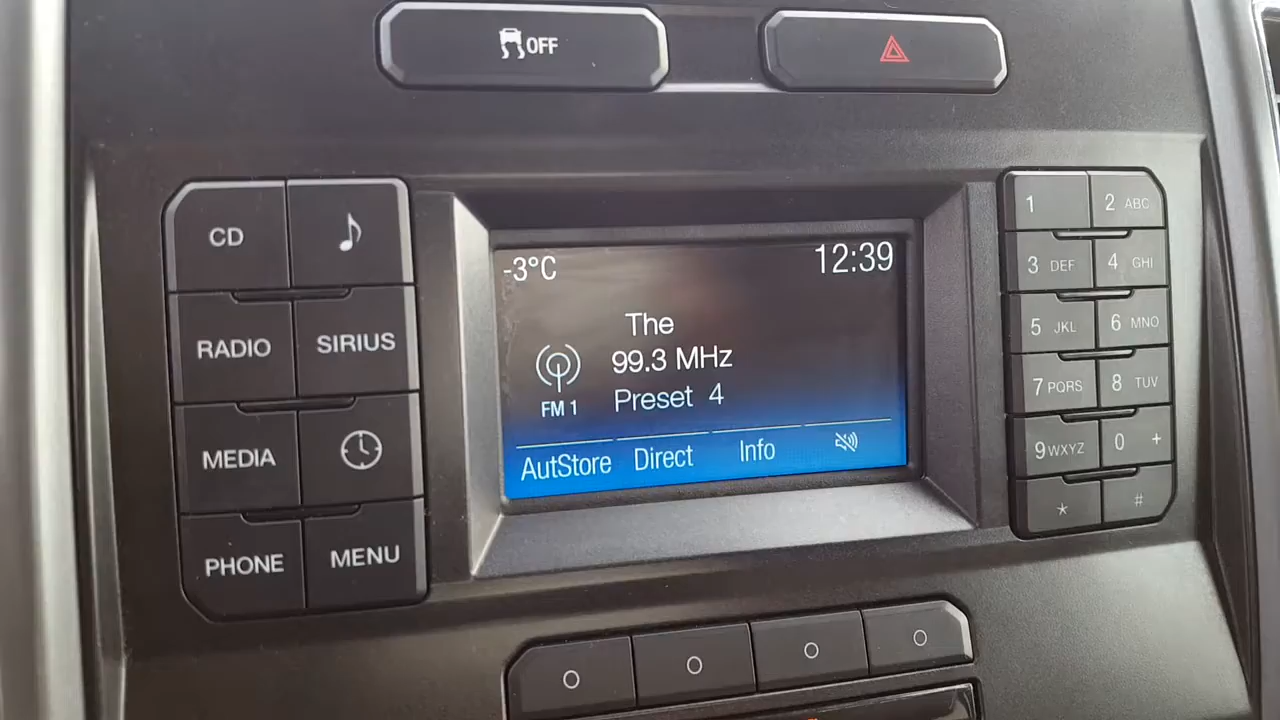 OFF
CD
RADIO SIRIUS
MEDIA
PHONE MENU
-3°C 12:39
The
99.3 MHz
FM 1 Preset 4
AutStore Direct Info
1 2 ABC
3 DEF 4 GHI
5 JKL 6 MNO
7 PQRS 8 TUV
9 WXYZ 0 +
* #